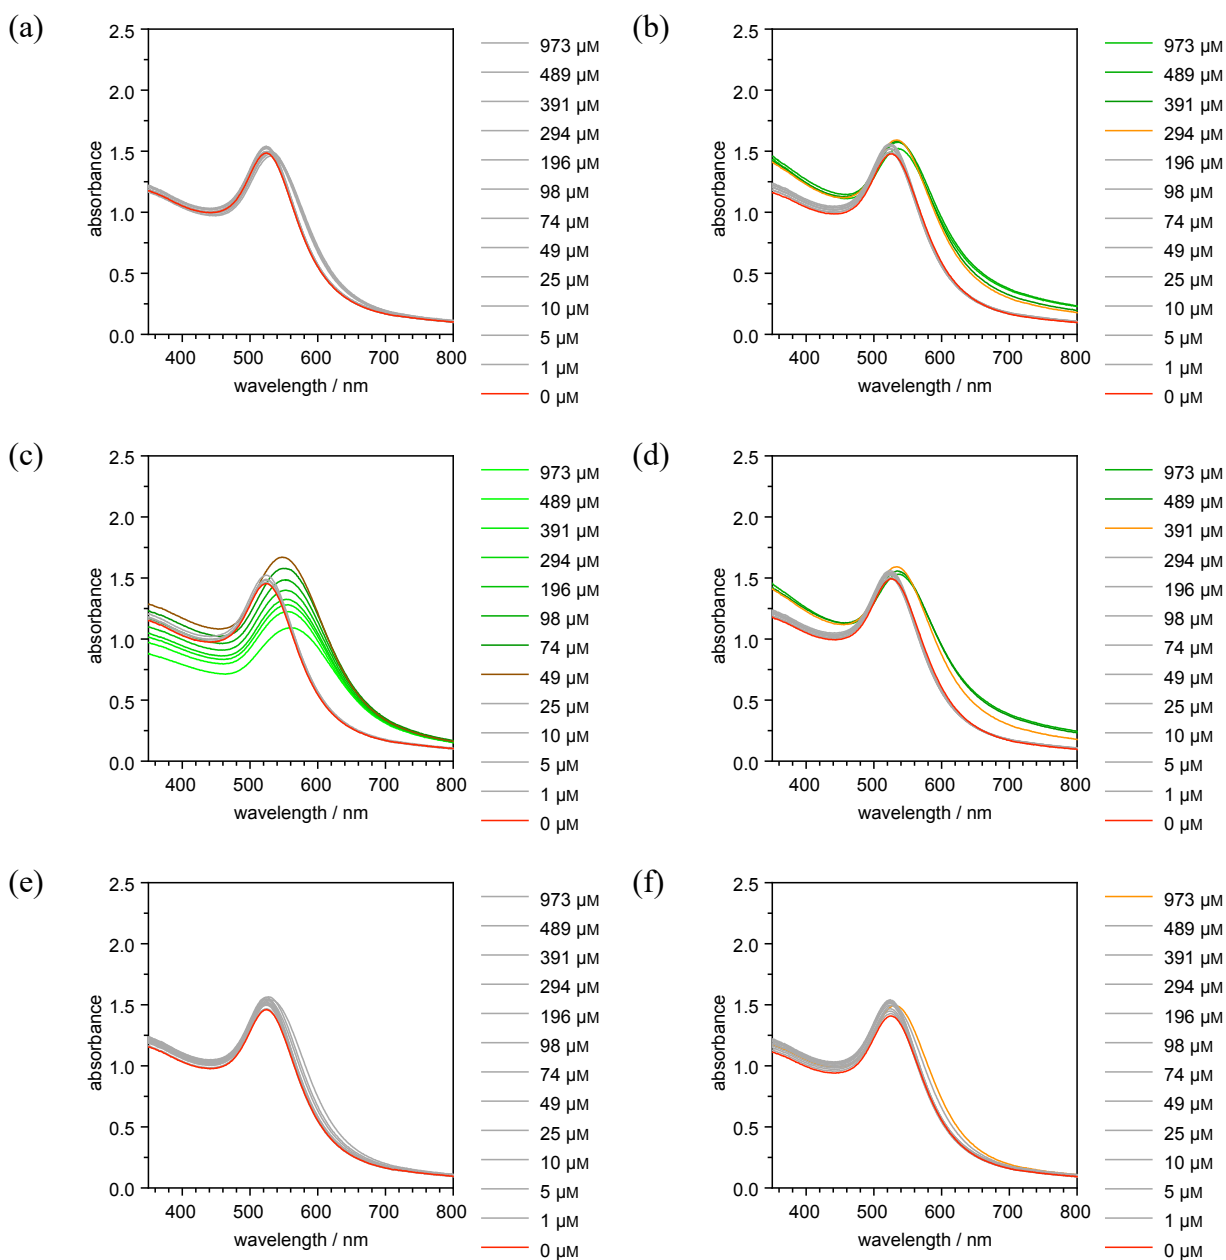 (a)
2.5
2.0
1.5
1.0
0.5
0.0
absorbance
400 500 600 700 800
wavelength / nm
973 µM
489 µM
391 µM
294 µM
196 µM
98 µM
74 µM
49 µM
25 µM
10 µM
5 µM
1 µM
0 µM
(b)
2.5
2.0
1.5
1.0
0.5
0.0
absorbance
400 500 600 700 800
wavelength / nm
973 µM
489 µM
391 µM
294 µM
196 µM
98 µM
74 µM
49 µM
25 µM
10 µM
5 µM
1 µM
0 µM
(c)
2.5
2.0
1.5
1.0
0.5
0.0
absorbance
400 500 600 700 800
wavelength / nm
973 µM
489 µM
391 µM
294 µM
196 µM
98 µM
74 µM
49 µM
25 µM
10 µM
5 µM
1 µM
0 µM
(d)
2.5
2.0
1.5
1.0
0.5
0.0
absorbance
400 500 600 700 800
wavelength / nm
973 µM
489 µM
391 µM
294 µM
196 µM
98 µM
74 µM
49 µM
25 µM
10 µM
5 µM
1 µM
0 µM
(e)
2.5
2.0
1.5
1.0
0.5
0.0
absorbance
400 500 600 700 800
wavelength / nm
973 µM
489 µM
391 µM
294 µM
196 µM
98 µM
74 µM
49 µM
25 µM
10 µM
5 µM
1 µM
0 µM
(f)
2.5
2.0
1.5
1.0
0.5
0.0
absorbance
400 500 600 700 800
wavelength / nm
973 µM
489 µM
391 µM
294 µM
196 µM
98 µM
74 µM
49 µM
25 µM
10 µM
5 µM
1 µM
0 µM